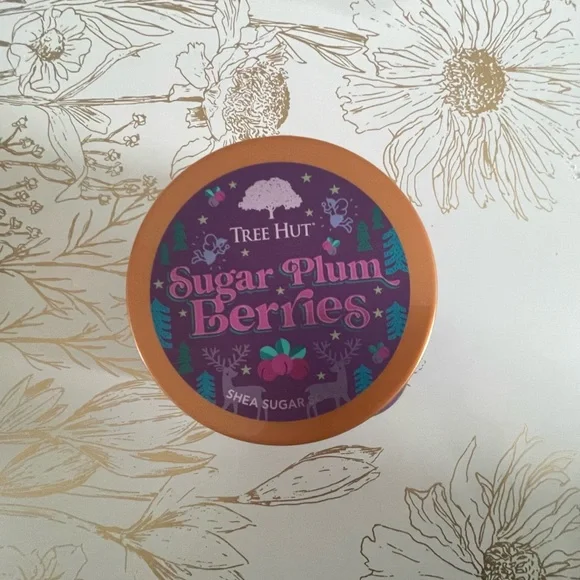 TREE HUT
Sugar Plum
Berries
SHEA SUGAR